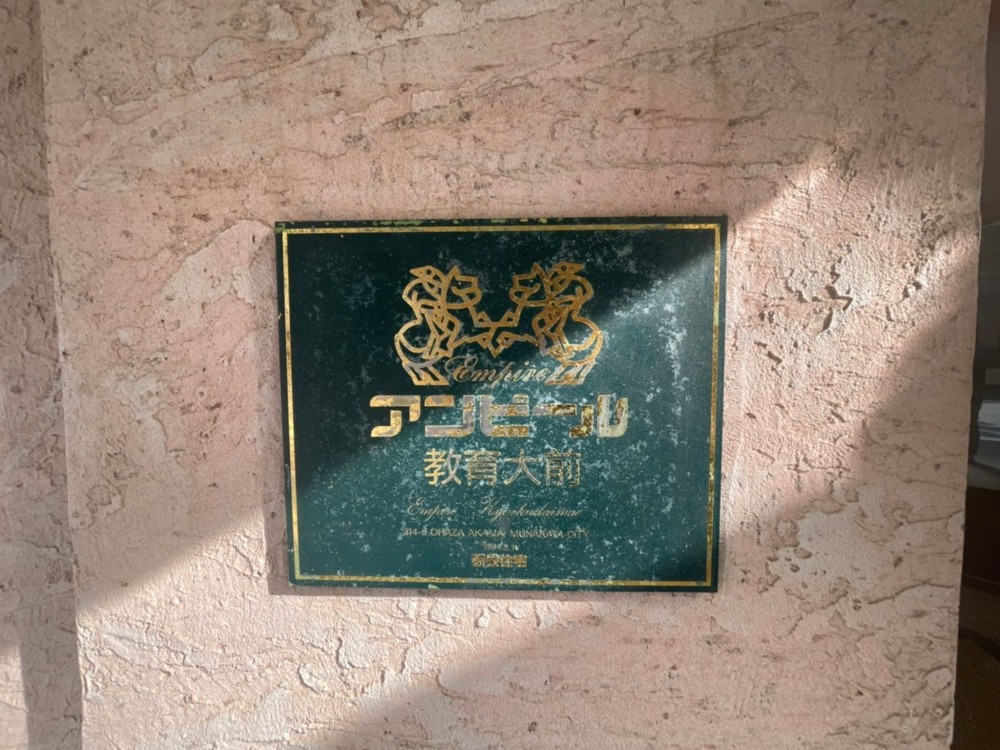 Empire
アンピール
教育大前
Empire Kyoikudaimae
314-5 OHAZA AKAMA, MUNAKATA-CITY